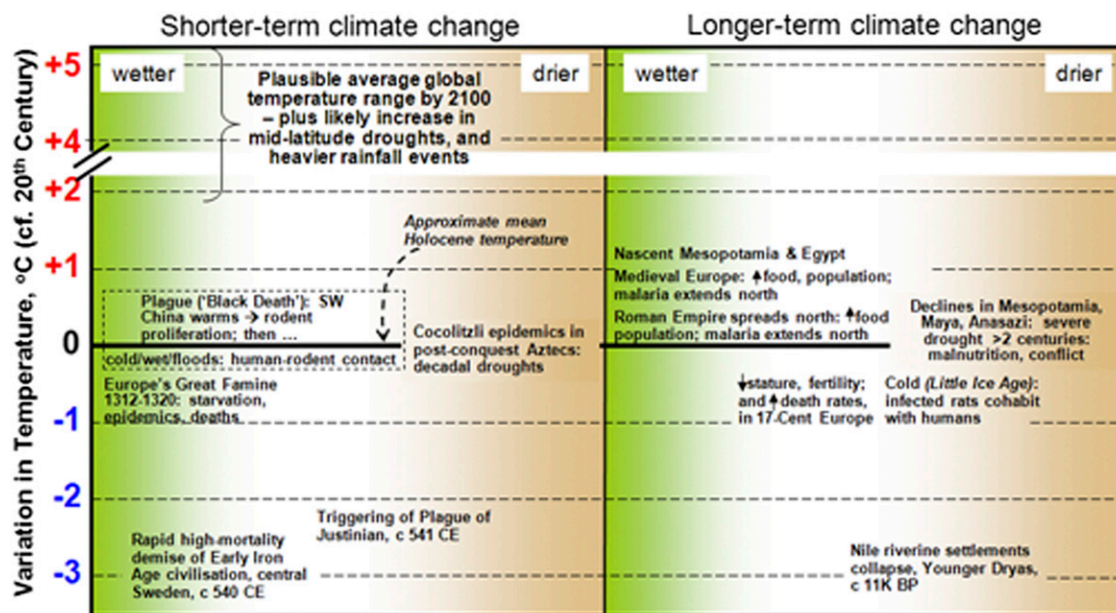 Shorter-term climate change
Longer-term climate change
Variation in Temperature, °C (cf. 20th Century)
+5
+4
+2
+1
0
-1
-2
-3
wetter
drier
Plausible average global
temperature range by 2100
– plus likely increase in
mid-latitude droughts, and
heavier rainfall events
Approximate mean
Holocene temperature
Plague (‘Black Death’): SW
China warms → rodent
proliferation; then ...
cold/wet/floods: human-rodent contact
Cocolitzli epidemics in
post-conquest Aztecs:
decadal droughts
Europe's Great Famine
1312-1320: starvation,
epidemics, deaths
Triggering of Plague of
Justinian, c 541 CE
Rapid high-mortality
demise of Early Iron
Age civilisation, central
Sweden, c 540 CE
wetter
drier
Nascent Mesopotamia & Egypt
Medieval Europe: ↑food, population;
malaria extends north
Roman Empire spreads north: ↑food
population; malaria extends north
Declines in Mesopotamia,
Maya, Anasazi: severe
drought >2 centuries:
malnutrition, conflict
↓stature, fertility;
and ↑death rates,
in 17-Cent Europe
Cold (Little Ice Age):
infected rats cohabit
with humans
Nile riverine settlements
collapse, Younger Dryas,
c 11K BP